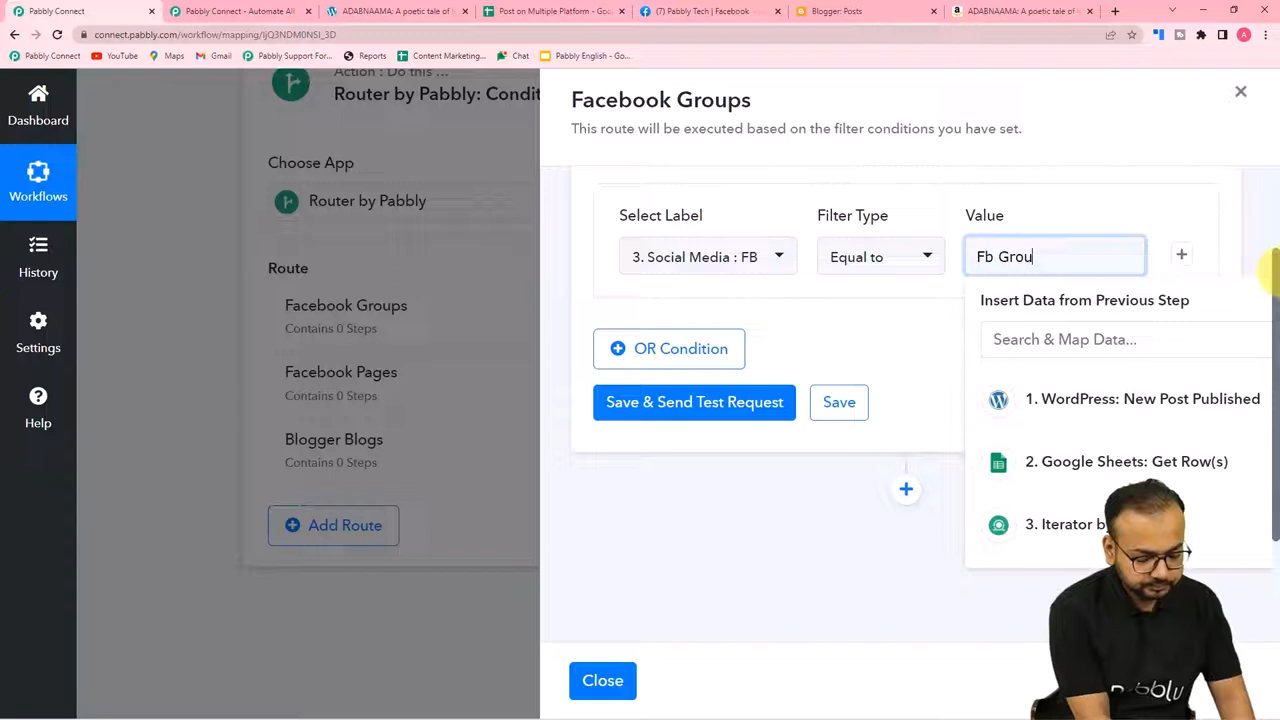 Pabbly Connect
Pabbly Connect - Automate All
ADABNAAMA: A poetic tale of l
Post on Multiple Platform - Goo
(7) Pabbly Tech | Facebook
Blogger: Posts
ADABNAAMA: A poetic tale of l
connect.pabbly.com/workflow/mapping/
Pabbly Connect
YouTube
Maps
Gmail
Pabbly Support For...
Reports
Content Marketing...
Chat
Pabbly English - Go...
Dashboard
Workflows
History
Settings
Help
Action : Do this ...
Router by Pabbly: Condit
Choose App
Router by Pabbly
Route
Facebook Groups
Contains 0 Steps
Facebook Pages
Contains 0 Steps
Blogger Blogs
Contains 0 Steps
Add Route
Facebook Groups
This route will be executed based on the filter conditions you have set.
Select Label
Filter Type
Value
3. Social Media : FB
Equal to
Fb Grou
Insert Data from Previous Step
Search & Map Data...
OR Condition
Save & Send Test Request
Save
1. WordPress: New Post Published
2. Google Sheets: Get Row(s)
3. Iterator b
Close
Pabbly